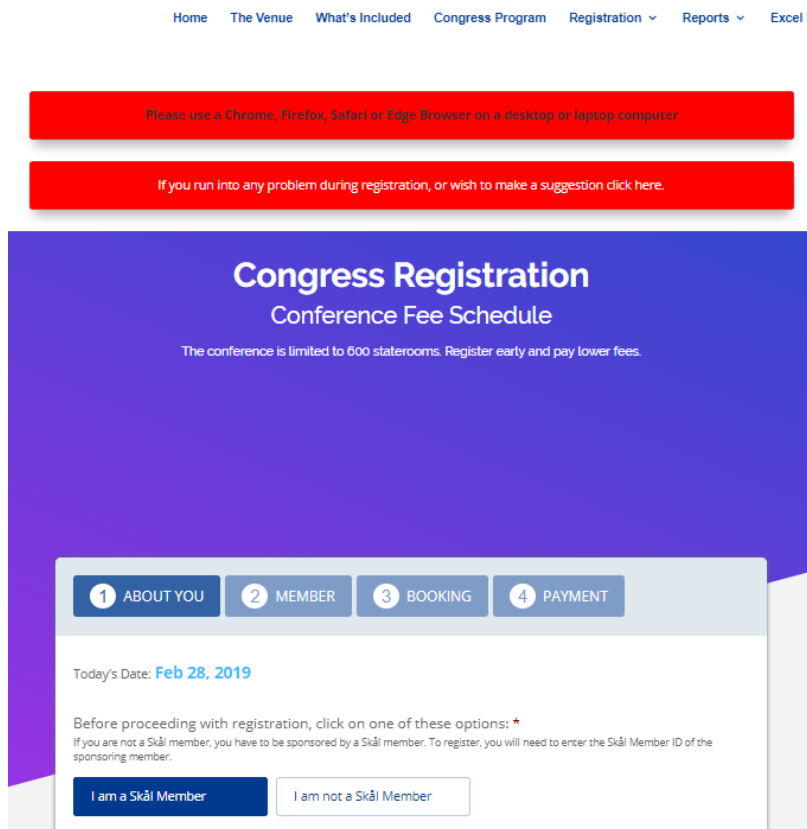 Home The Venue What's Included Congress Program Registration Reports Excel
Please use a Chrome, Firefox, Safari or Edge Browser on a desktop or laptop computer
If you run into any problem during registration, or wish to make a suggestion click here.
Congress Registration
Conference Fee Schedule
The conference is limited to 600 staterooms. Register early and pay lower fees.
1 ABOUT YOU 2 MEMBER 3 BOOKING 4 PAYMENT
Today's Date: Feb 28, 2019
Before proceeding with registration, click on one of these options: *
If you are not a Skål member, you have to be sponsored by a Skål member. To register, you will need to enter the Skål Member ID of the
sponsoring member.
I am a Skål Member I am not a Skål Member